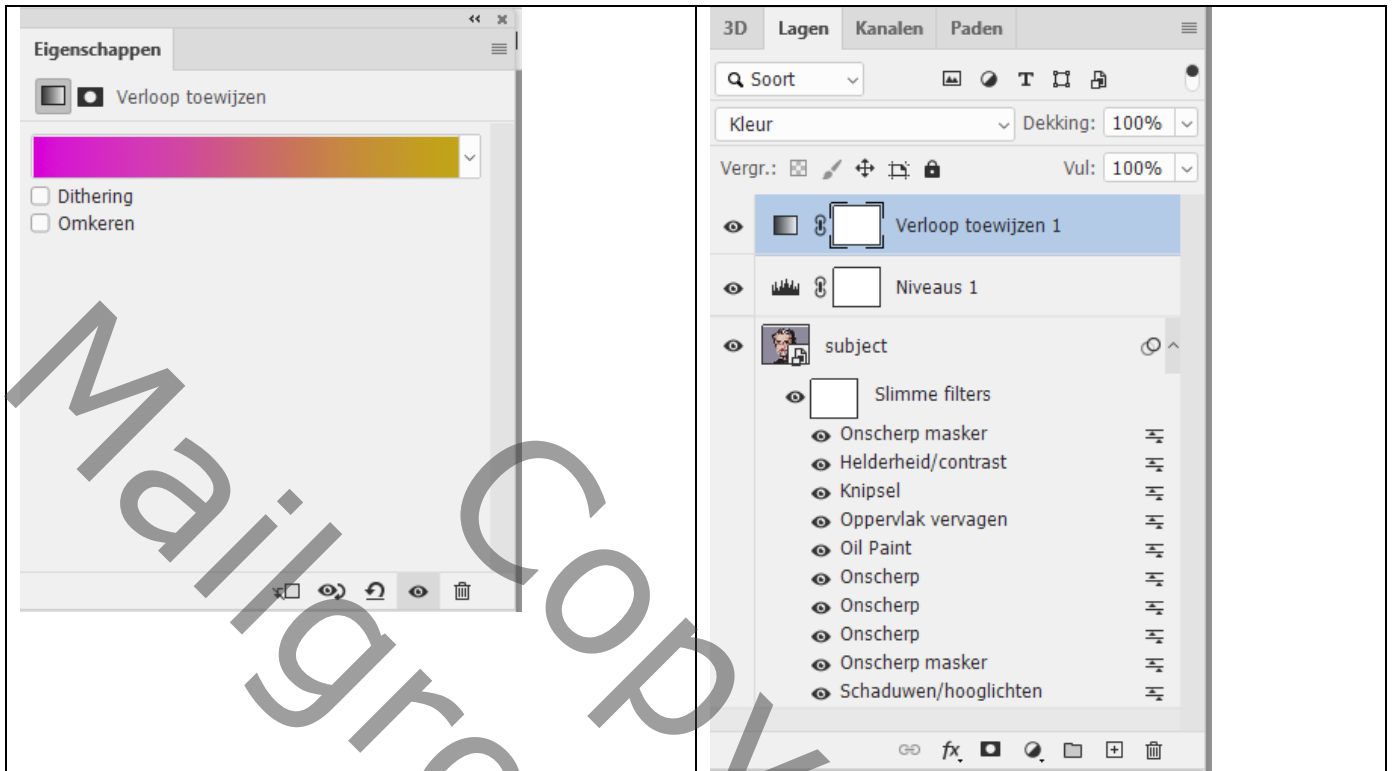 Eigenschappen
Verloop toewijzen
Dithering
Omkeren
3D Lagen Kanalen Paden
Soort
Kleur Dekking: 100%
Vergr.: Vul: 100%
Verloop toewijzen 1
Niveaus 1
subject
Slimme filters
Onscherp masker
Helderheid/contrast
Knipsel
Oppervlak vervagen
Oil Paint
Onscherp
Onscherp
Onscherp
Onscherp masker
Schaduwen/hooglichten
fx
Mailgro
Copy